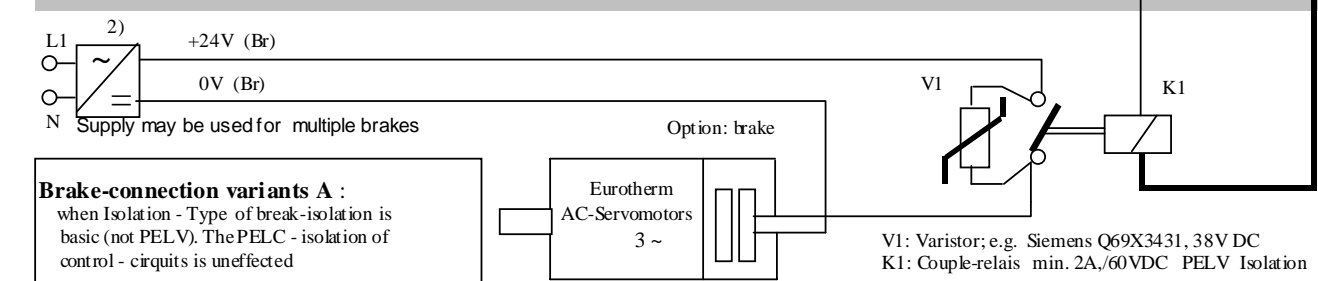 2)
L1
+24V (Br)
~
0V (Br)
V1
K1
N
Supply may be used for multiple brakes
Option: brake
Brake-connection variants A :
when Isolation - Type of break-isolation is
basic (not PELV). The PELC - isolation of
control - cirquits is uneffected
Eurotherm
AC-Servomotors
3 ~
V1: Varistor; e.g. Siemens Q69X3431, 38V DC
K1: Couple-relais min. 2A,/60VDC PELV Isolation